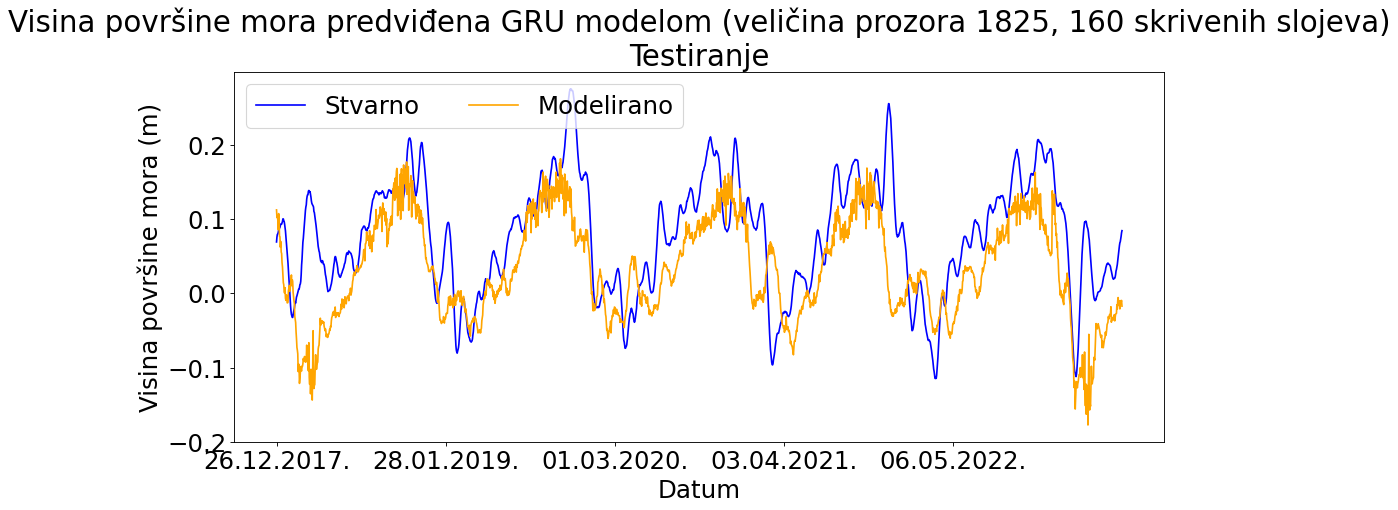 Visina površine mora predviđena GRU modelom (veličina prozora 1825, 160 skrivenih slojeva)
Testiranje
Stvarno
Modelirano
Visina površine mora (m)
0.2
0.1
0.0
−0.1
−0.2
26.12.2017.
28.01.2019.
01.03.2020.
03.04.2021.
06.05.2022.
Datum